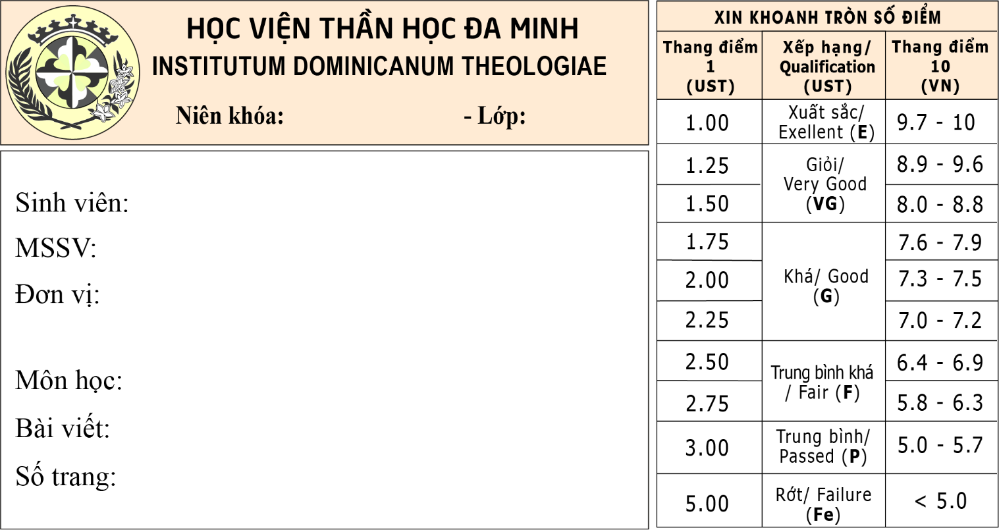 HỌC VIỆN THẦN HỌC ĐA MINH
INSTITUTUM DOMINICANUM THEOLOGIAE
Niên khóa: - Lớp:
Sinh viên:
MSSV:
Đơn vị:
Môn học:
Bài viết:
Số trang:
XIN KHOANH TRÒN SỐ ĐIỂM
Thang điểm 1 (UST)
Xếp hạng/ Qualification (UST)
Thang điểm 10 (VN)
1.00
Xuất sắc/
Exellent (E)
9.7 - 10
1.25
Giỏi/
Very Good
(VG)
8.9 - 9.6
1.50
8.0 - 8.8
1.75
7.6 - 7.9
2.00
Khá/ Good
(G)
7.3 - 7.5
2.25
7.0 - 7.2
2.50
Trung bình khá
/ Fair (F)
6.4 - 6.9
2.75
5.8 - 6.3
3.00
Trung bình/
Passed (P)
5.0 - 5.7
5.00
Rớt/ Failure
(Fe)
< 5.0